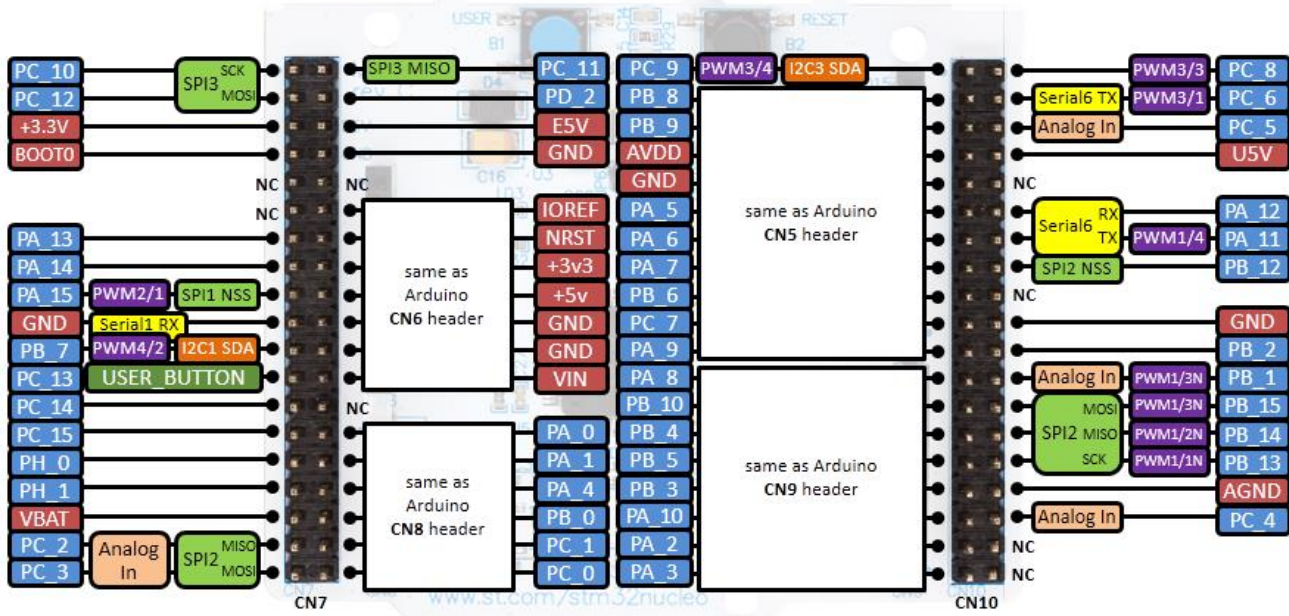 USER
B1
RESET
B2
PC_10
SCK
SPI3
MOSI
PC_12
+3.3V
BOOT0
NC
NC
PA_13
PA_14
PA_15 PWM2/1 SPI1 NSS
GND Serial1 RX
PB_7 PWM4/2 I2C1 SDA
PC_13 USER_BUTTON
PC_14
PC_15
PH_0
PH_1
VBAT
PC_2 Analog In SPI2 MISO
PC_3 MOSI
CN7
SPI3 MISO PC_11
PD_2
E5V
GND
C16
NC
IOREF
NRST
+3v3
+5v
GND
GND
VIN
same as
Arduino
CN6 header
NC
PA_0
PA_1
PA_4
PB_0
PC_1
PC_0
same as
Arduino
CN8 header
www.st.com/stm32nucleo
PC_9 PWM3/4 I2C3 SDA
PB_8
PB_9
AVDD
GND
PA_5
PA_6
PA_7
PB_6
PC_7
PA_9
same as Arduino
CN5 header
PA_8
PB_10
PB_4
PB_5
PB_3
PA_10
PA_2
PA_3
same as Arduino
CN9 header
PWM3/3 PC_8
Serial6 TX PWM3/1 PC_6
Analog In PC_5
U5V
NC
Serial6 RX PA_12
TX PWM1/4 PA_11
SPI2 NSS PB_12
NC
GND
PB_2
Analog In PWM1/3N PB_1
MOSI PWM1/3N PB_15
SPI2 MISO PWM1/2N PB_14
SCK PWM1/1N PB_13
AGND
Analog In PC_4
NC
NC
CN10